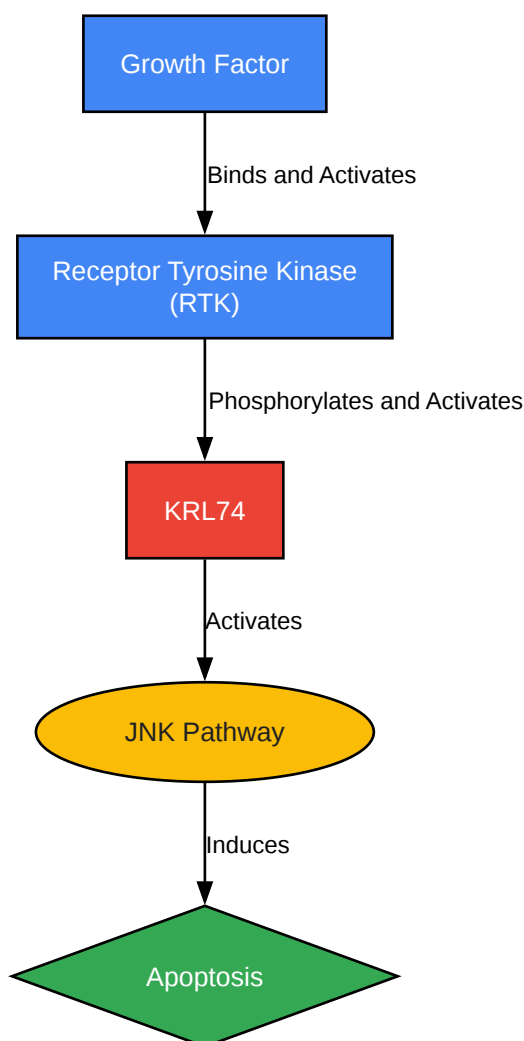 Growth Factor
Binds and Activates
Receptor Tyrosine Kinase
(RTK)
Phosphorylates and Activates
KRL74
Activates
JNK Pathway
Induces
Apoptosis